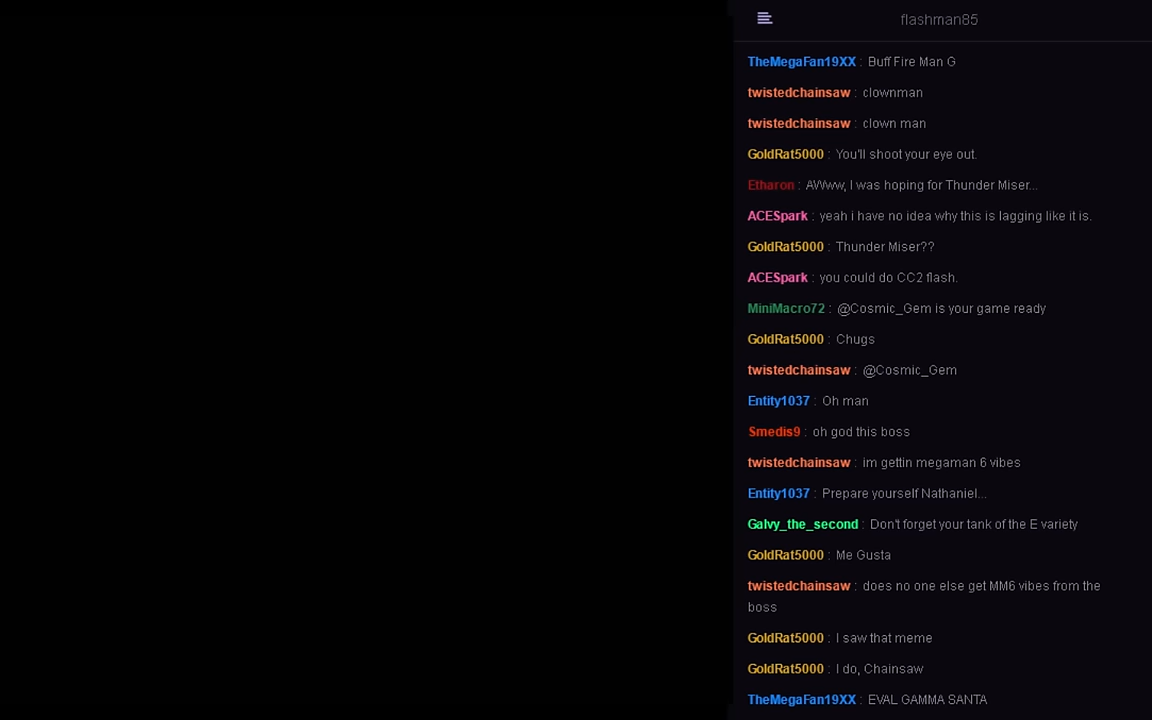 flashman85
TheMegaFan19XX : Buff Fire Man G
twistedchainsaw : clownman
twistedchainsaw : clown man
GoldRat5000 : You'll shoot your eye out.
Etharon : AWww, I was hoping for Thunder Miser...
ACESpark : yeah i have no idea why this is lagging like it is.
GoldRat5000 : Thunder Miser??
ACESpark : you could do CC2 flash.
MiniMacro72 : @Cosmic_Gem is your game ready
GoldRat5000 : Chugs
twistedchainsaw : @Cosmic_Gem
Entity1037 : Oh man
Smedis9 : oh god this boss
twistedchainsaw : im gettin megaman 6 vibes
Entity1037 : Prepare yourself Nathaniel...
Galvy_the_second : Don't forget your tank of the E variety
GoldRat5000 : Me Gusta
twistedchainsaw : does no one else get MM6 vibes from the
boss
GoldRat5000 : I saw that meme
GoldRat5000 : I do, Chainsaw
TheMegaFan19XX : EVAL GAMMA SANTA